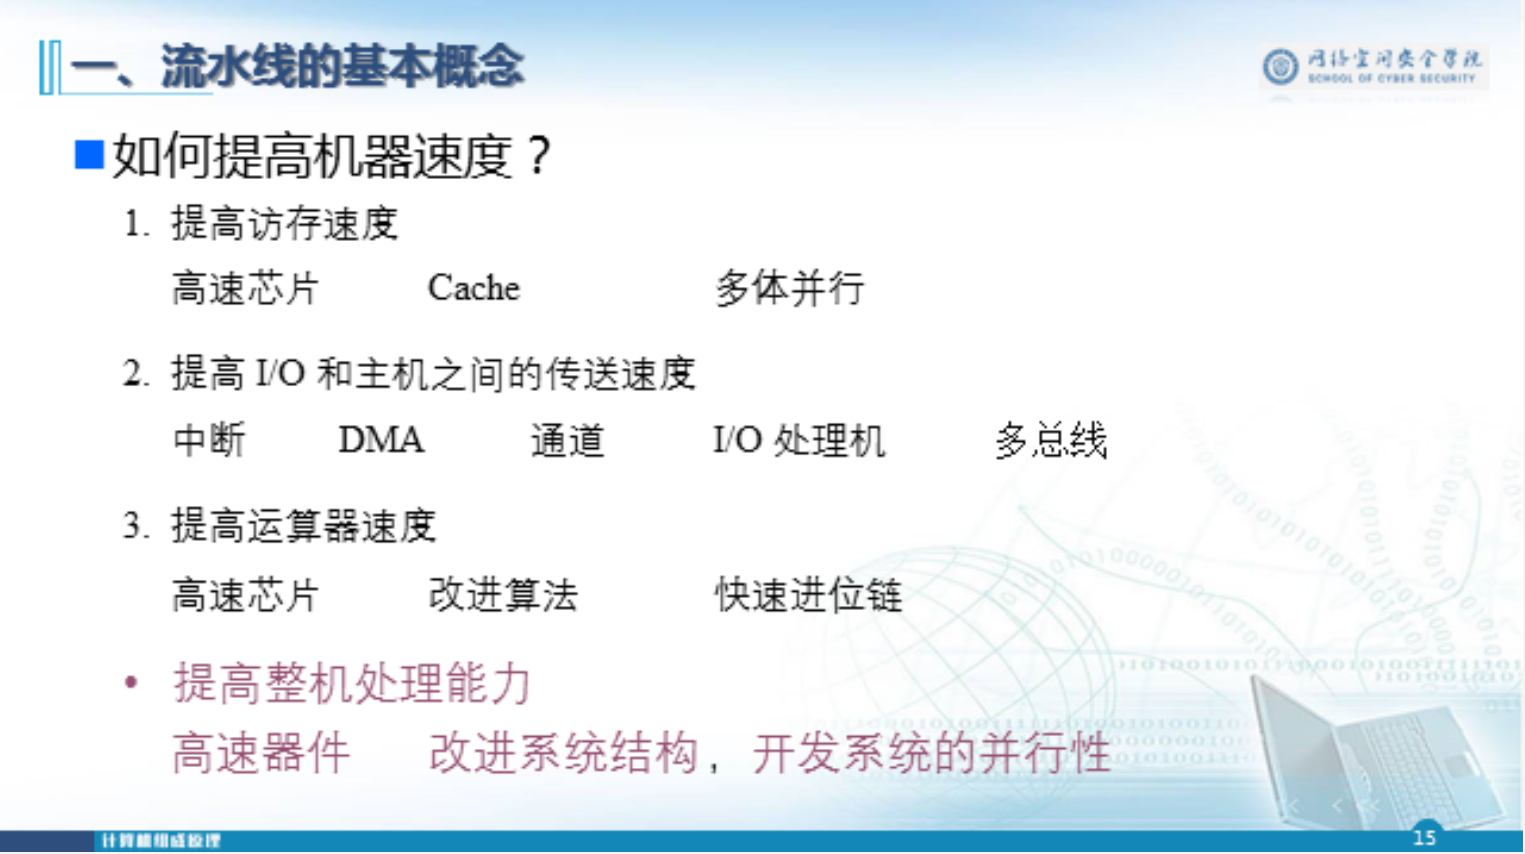 一、流水线的基本概念
网络空间安全学院
SCHOOL OF CYBER SECURITY
如何提高机器速度？
1. 提高访存速度
高速芯片 Cache 多体并行
2. 提高 I/O 和主机之间的传送速度
中断 DMA 通道 I/O 处理机 多总线
3. 提高运算器速度
高速芯片 改进算法 快速进位链
• 提高整机处理能力
高速器件 改进系统结构，开发系统的并行性
计算机组成原理
15